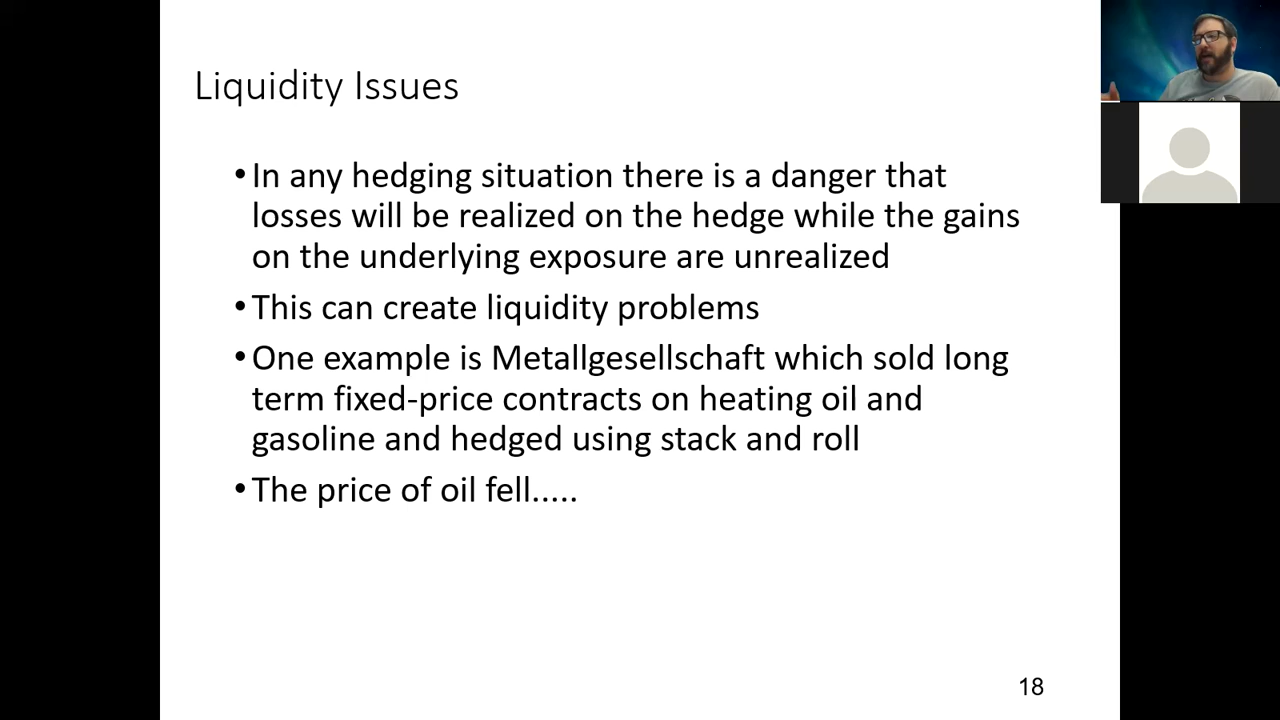 Liquidity Issues
•In any hedging situation there is a danger that
losses will be realized on the hedge while the gains
on the underlying exposure are unrealized
•This can create liquidity problems
•One example is Metallgesellschaft which sold long
term fixed-price contracts on heating oil and
gasoline and hedged using stack and roll
•The price of oil fell.....
18